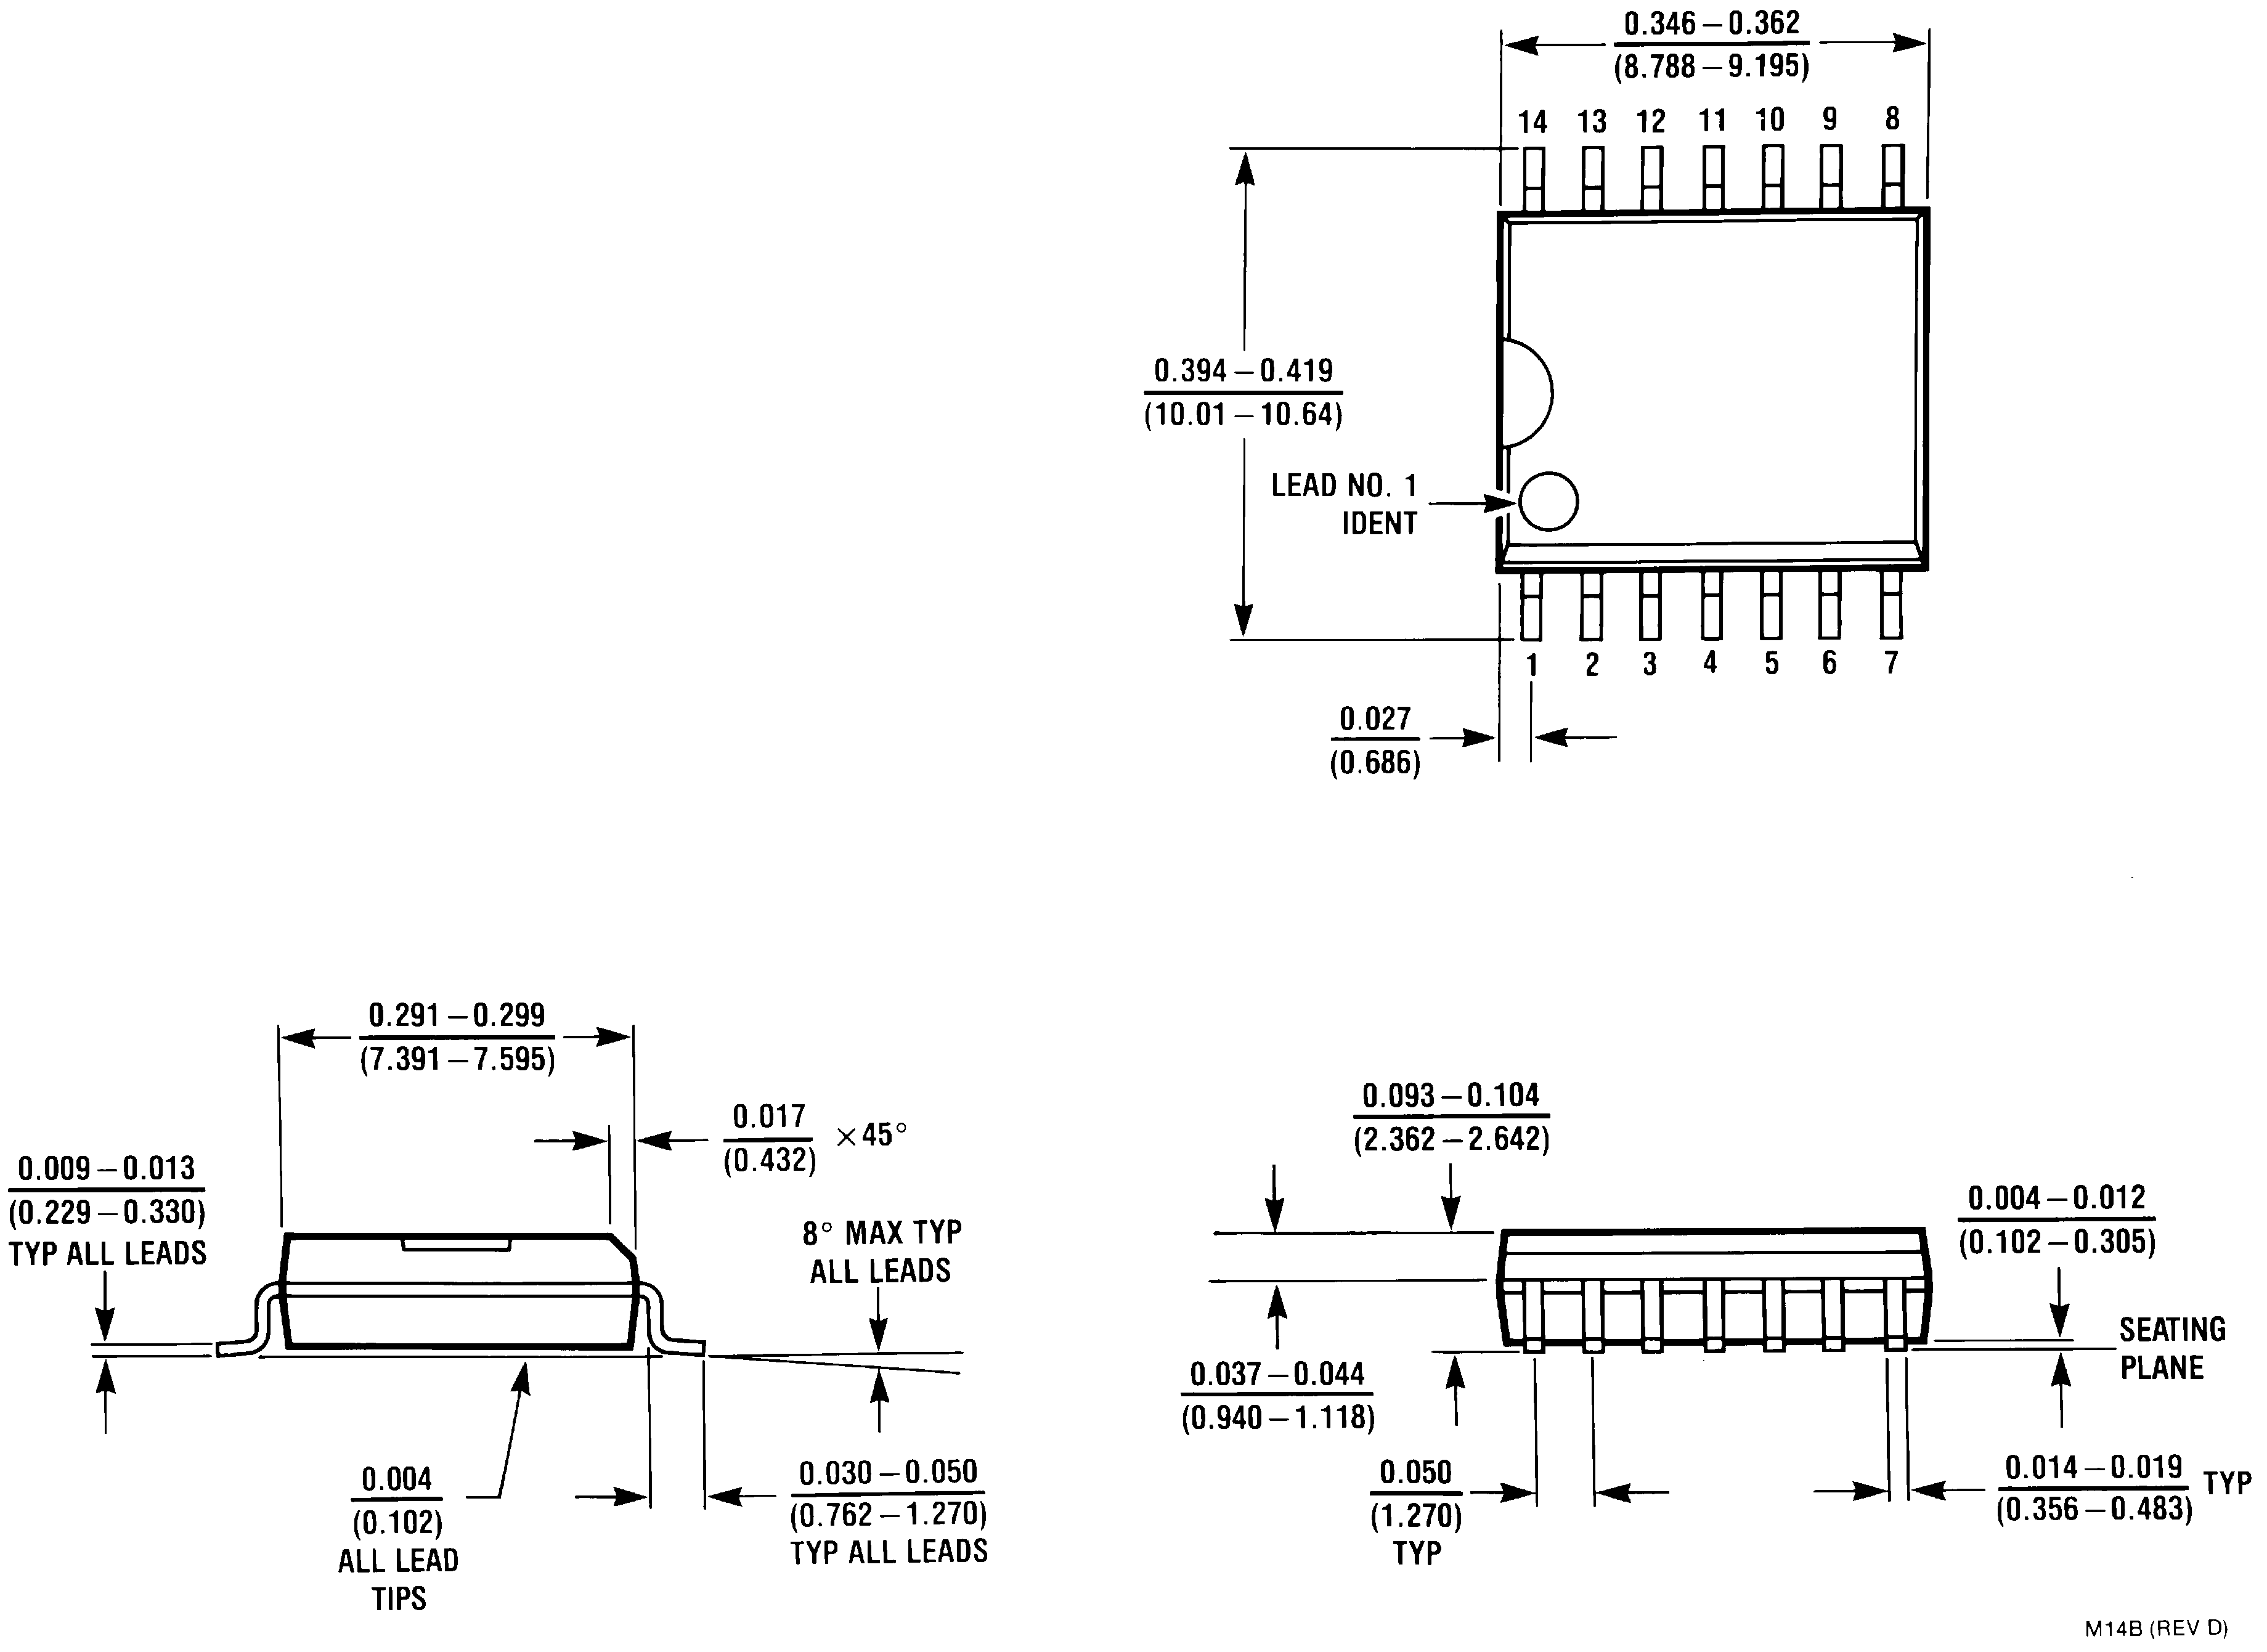 0.346 – 0.362
(8.788 – 9.195)
14 13 12 11 10 9 8
0.394 – 0.419
(10.01 – 10.64)
LEAD NO. 1
IDENT
1 2 3 4 5 6 7
0.027
(0.686)
0.291 – 0.299
(7.391 – 7.595)
0.017
(0.432)
×45°
0.009 – 0.013
(0.229 – 0.330)
TYP ALL LEADS
8° MAX TYP
ALL LEADS
0.004
(0.102)
ALL LEAD
TIPS
0.030 – 0.050
(0.762 – 1.270)
TYP ALL LEADS
0.093 – 0.104
(2.362 – 2.642)
0.004 – 0.012
(0.102 – 0.305)
SEATING
PLANE
0.037 – 0.044
(0.940 – 1.118)
0.050
(1.270)
TYP
0.014 – 0.019
(0.356 – 0.483)
TYP
M14B (REV D)